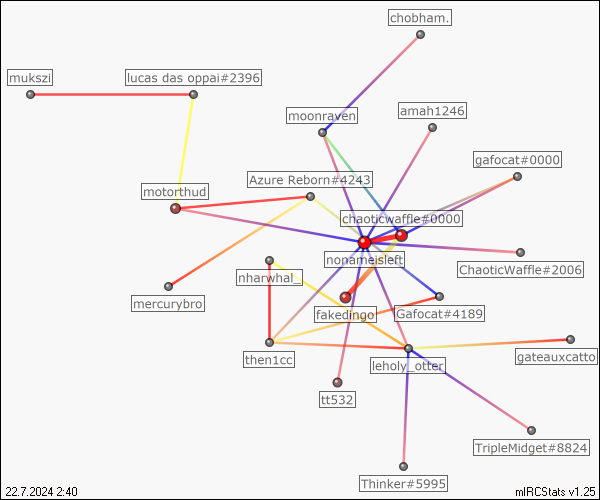 chobham.
mukszi
lucas das oppai#2396
moonraven
amah1246
gafocat#0000
Azure Reborn#4243
motorthud
chaoticwaffle#0000
nonameisleft
ChaoticWaffle#2006
nharwhal_
mercurybro
fakedingo
Gafocat#4189
then1cc
leholy_otter
gateauxcatto
tt532
TripleMidget#8824
Thinker#5995
22.7.2024 2:40
mIRCStats v1.25